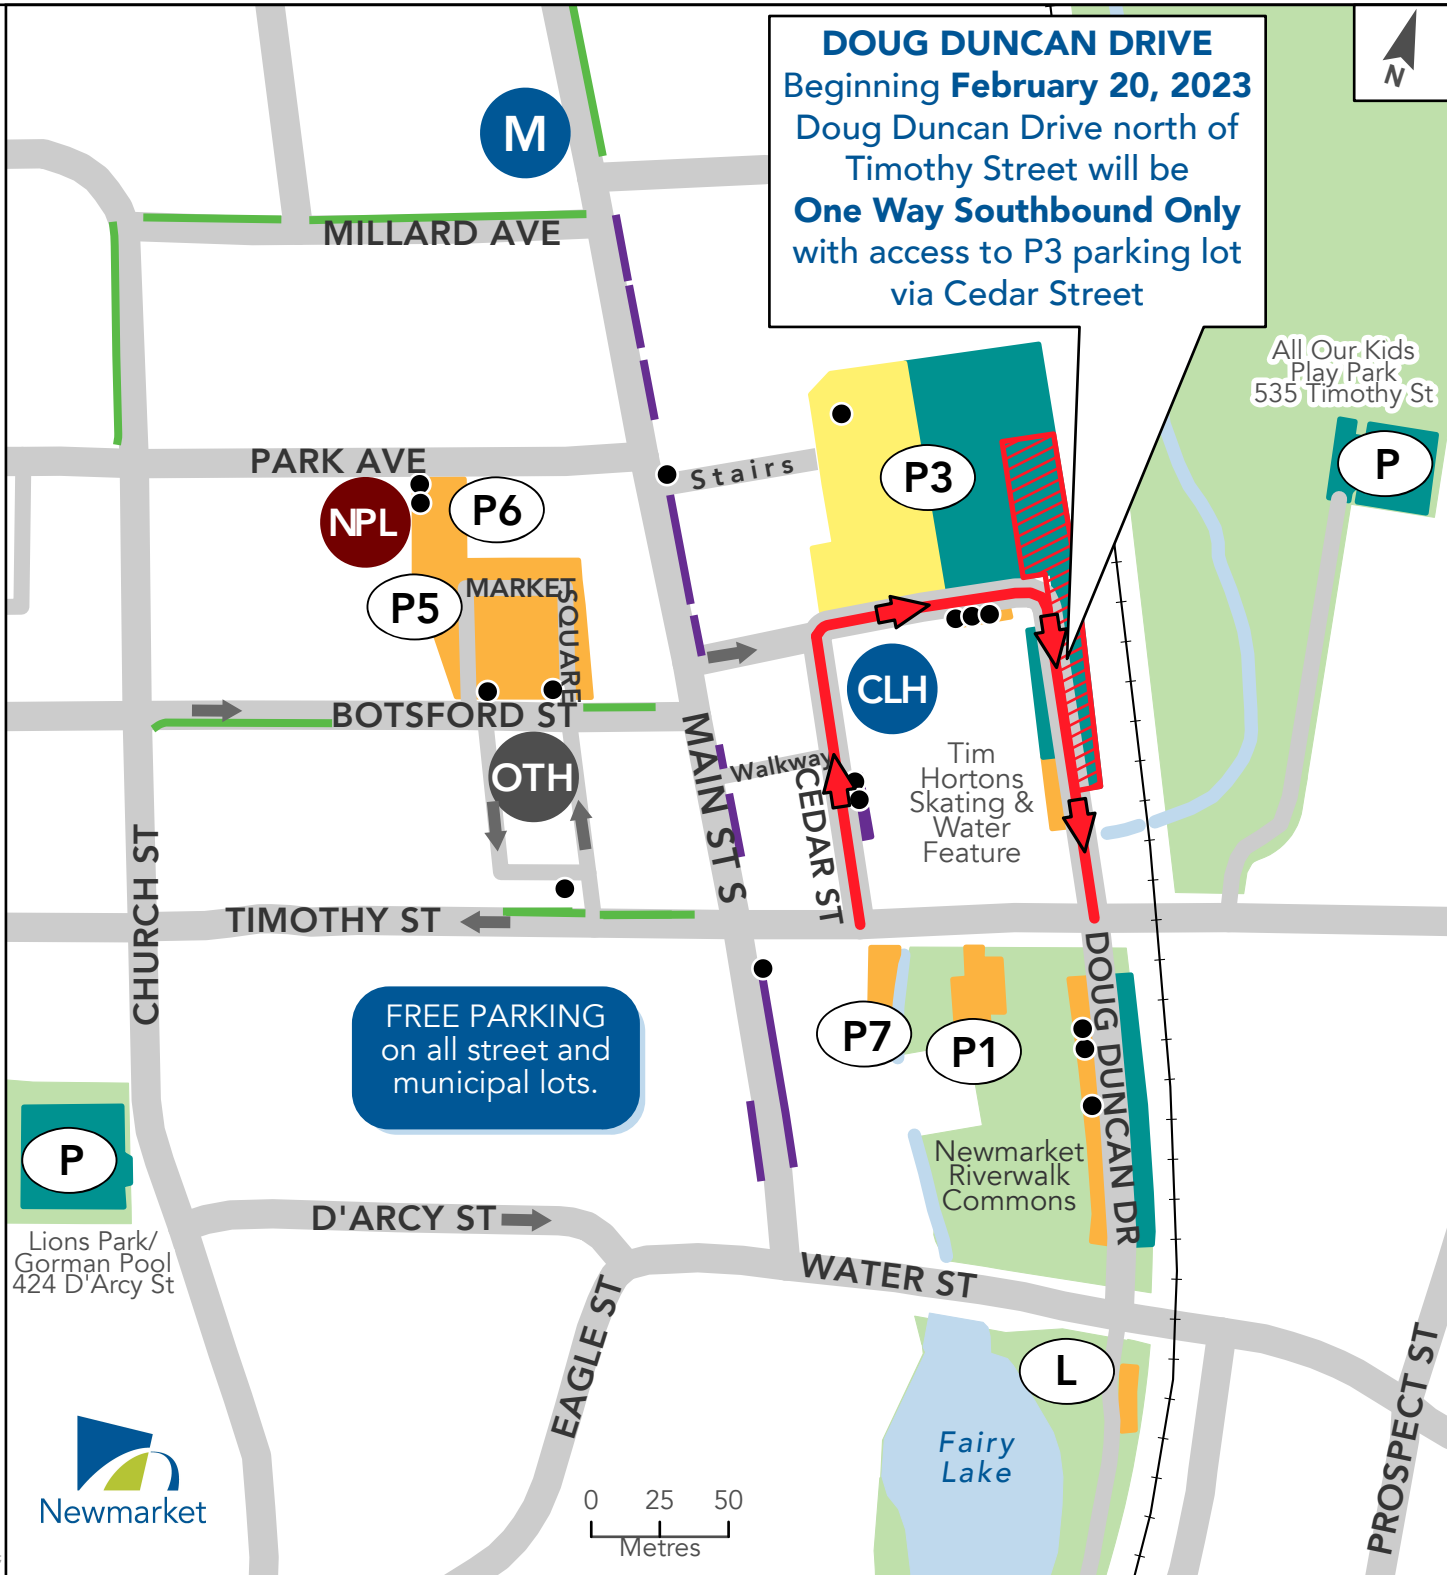 DOUG DUNCAN DRIVE
Beginning February 20, 2023
Doug Duncan Drive north of
Timothy Street will be
One Way Southbound Only
with access to P3 parking lot
via Cedar Street
N
M
MILLARD AVE
All Our Kids
Play Park
535 Timothy St
P
PARK AVE
Stairs
P3
NPL
P6
MARKET
SQUARE
P5
CLH
BOTSFORD ST
MAIN ST S
Walkway
OTH
CEDAR ST
Tim
Hortons
Skating &
Water
Feature
CHURCH ST
TIMOTHY ST
DOUG DUNCAN DR
FREE PARKING
on all street and
municipal lots.
P7
P1
P
Newmarket
Riverwalk
Commons
D'ARCY ST
Lions Park/
Gorman Pool
424 D'Arcy St
WATER ST
EAGLE ST
L
PROSPECT ST
Fairy
Lake
Newmarket
0 25 50
Metres